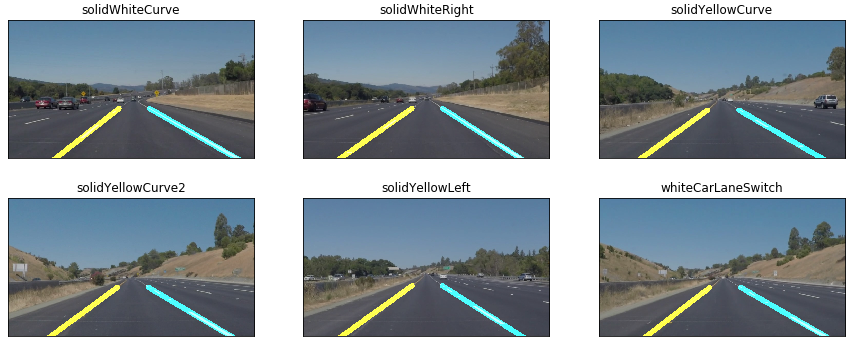 solidWhiteCurve
solidWhiteRight
solidYellowCurve
solidYellowCurve2
solidYellowLeft
whiteCarLaneSwitch